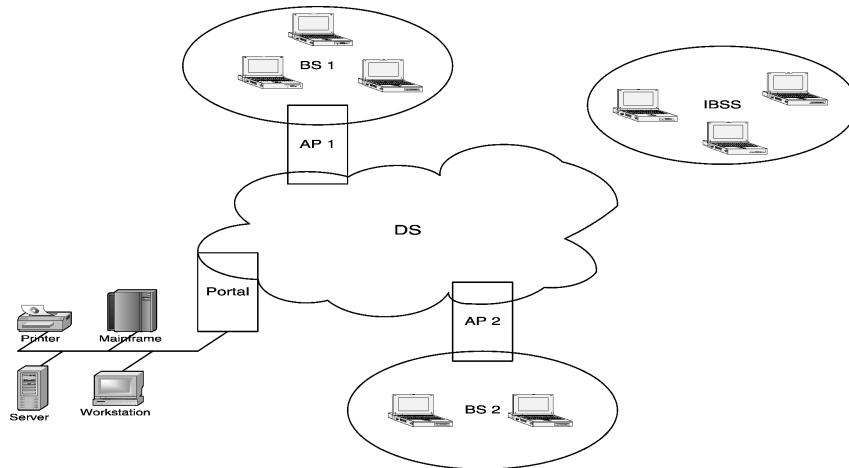 BS 1
IBSS
AP 1
DS
Portal
AP 2
Printer
Mainframe
Server
Workstation
BS 2